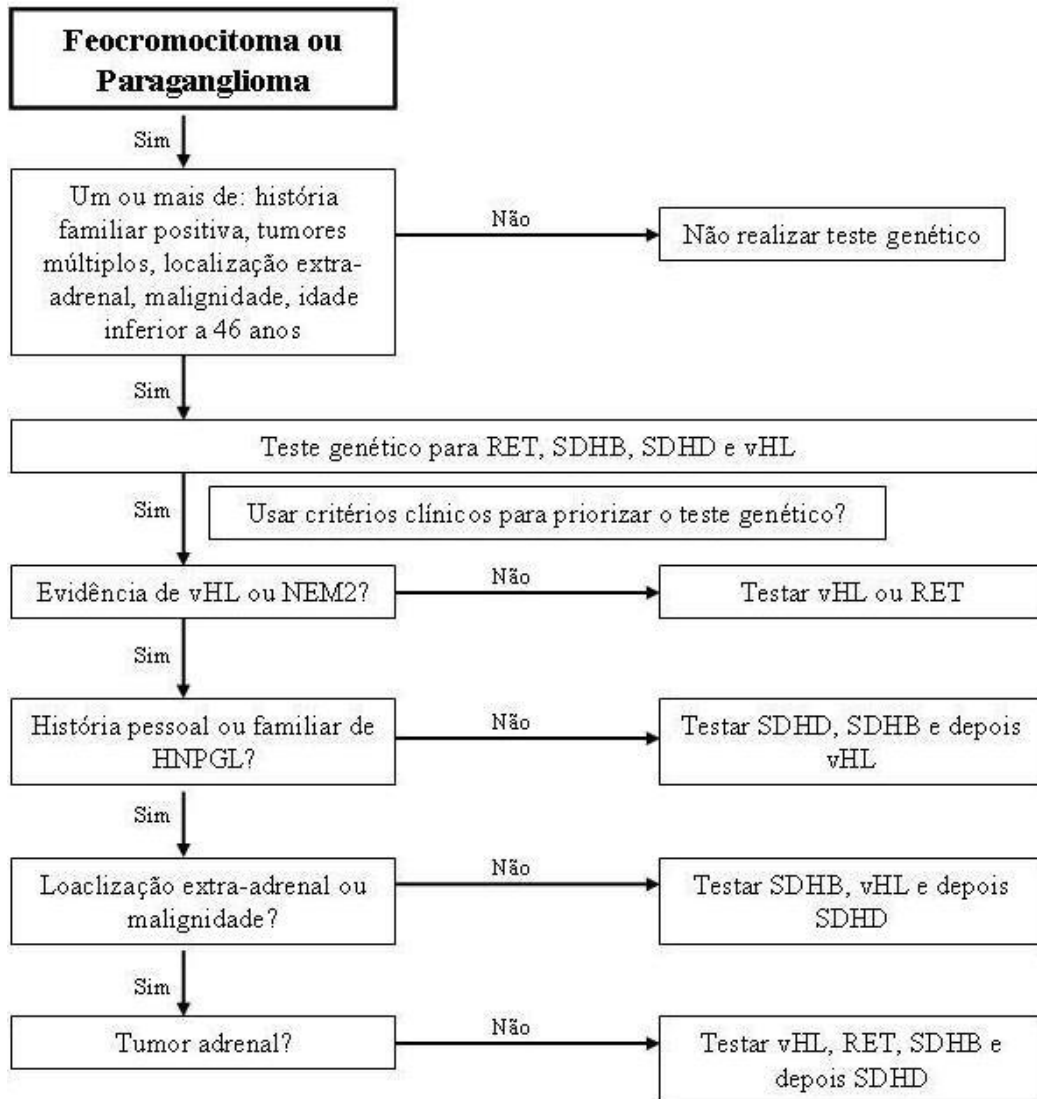 Feocromocitoma ou
Paraganglioma
Sim
Um ou mais de: história
familiar positiva, tumores
múltiplos, localização extra-
adrenal, malignidade, idade
inferior a 46 anos
Não
Não realizar teste genético
Sim
Teste genético para RET, SDHB, SDHD e vHL
Sim
Usar critérios clínicos para priorizar o teste genético?
Evidência de vHL ou NEM2?
Não
Testar vHL ou RET
Sim
História pessoal ou familiar de
HNPGL?
Não
Testar SDHD, SDHB e depois
vHL
Sim
Loaclização extra-adrenal ou
malignidade?
Não
Testar SDHB, vHL e depois
SDHD
Sim
Tumor adrenal?
Não
Testar vHL, RET, SDHB e
depois SDHD